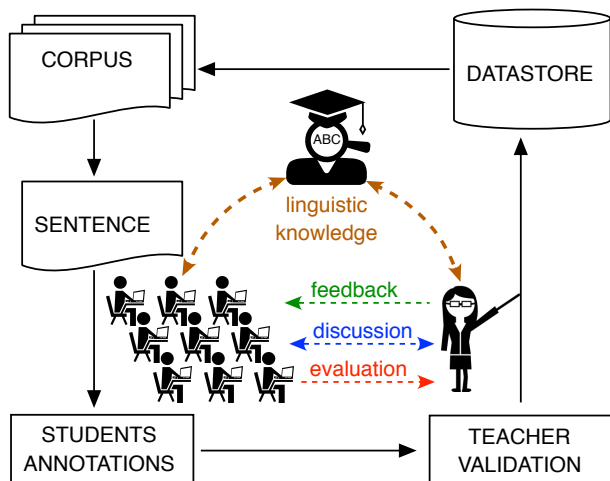 CORPUS
DATASTORE
ABC
SENTENCE
linguistic
knowledge
feedback
discussion
evaluation
STUDENTS
ANNOTATIONS
TEACHER
VALIDATION